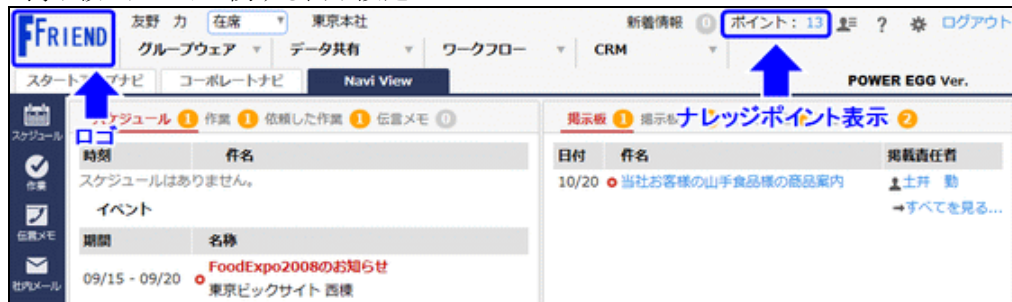 FFRIEND
友野 力 在席 東京本社 新着情報 0 ポイント： 13 ? ログアウト
グループウェア データ共有 ワークフロー CRM
コーポレートナビ Navi View POWER EGG Ver.
スケジュール 1 作業 1 依頼した作業 1 伝言メモ 0 掲示板 1 2
ロゴ
ナレッジポイント表示
スケジュール
時刻 件名 日付 件名 掲載責任者
作業
スケジュールはありません。 10/20 当社お客様の山手食品様の商品案内 土井 勤
イベント →すべてを見る...
伝言メモ
期間 名称
FoodExpo2008のお知らせ
09/15 - 09/20
東京ビックサイト 西棟
社内メール